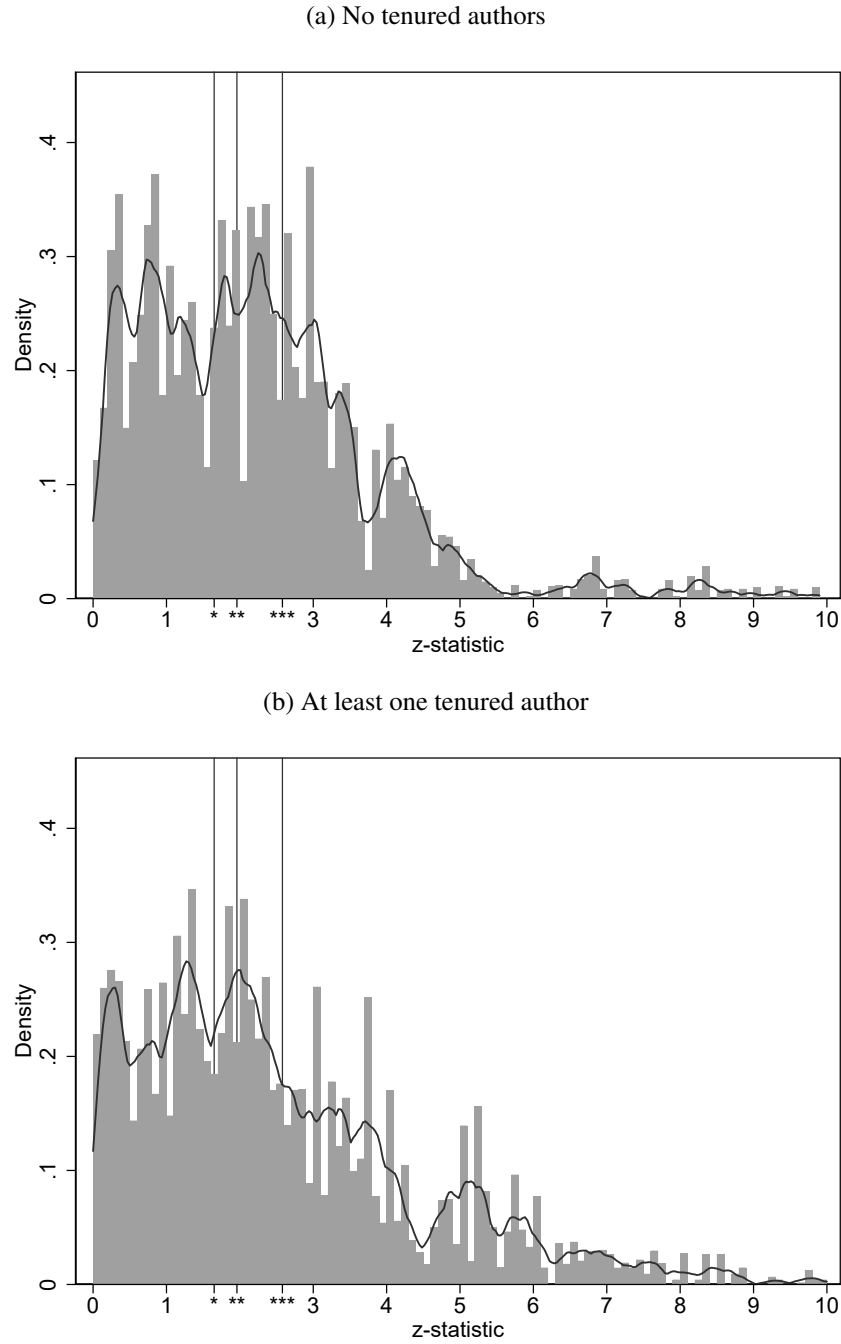 (a) No tenured authors
.4
.3
.2
.1
0
Density
0 1 * ** *** 3 4 5 6 7 8 9 10
z-statistic
(b) At least one tenured author
.4
.3
.2
.1
0
Density
0 1 * ** *** 3 4 5 6 7 8 9 10
z-statistic